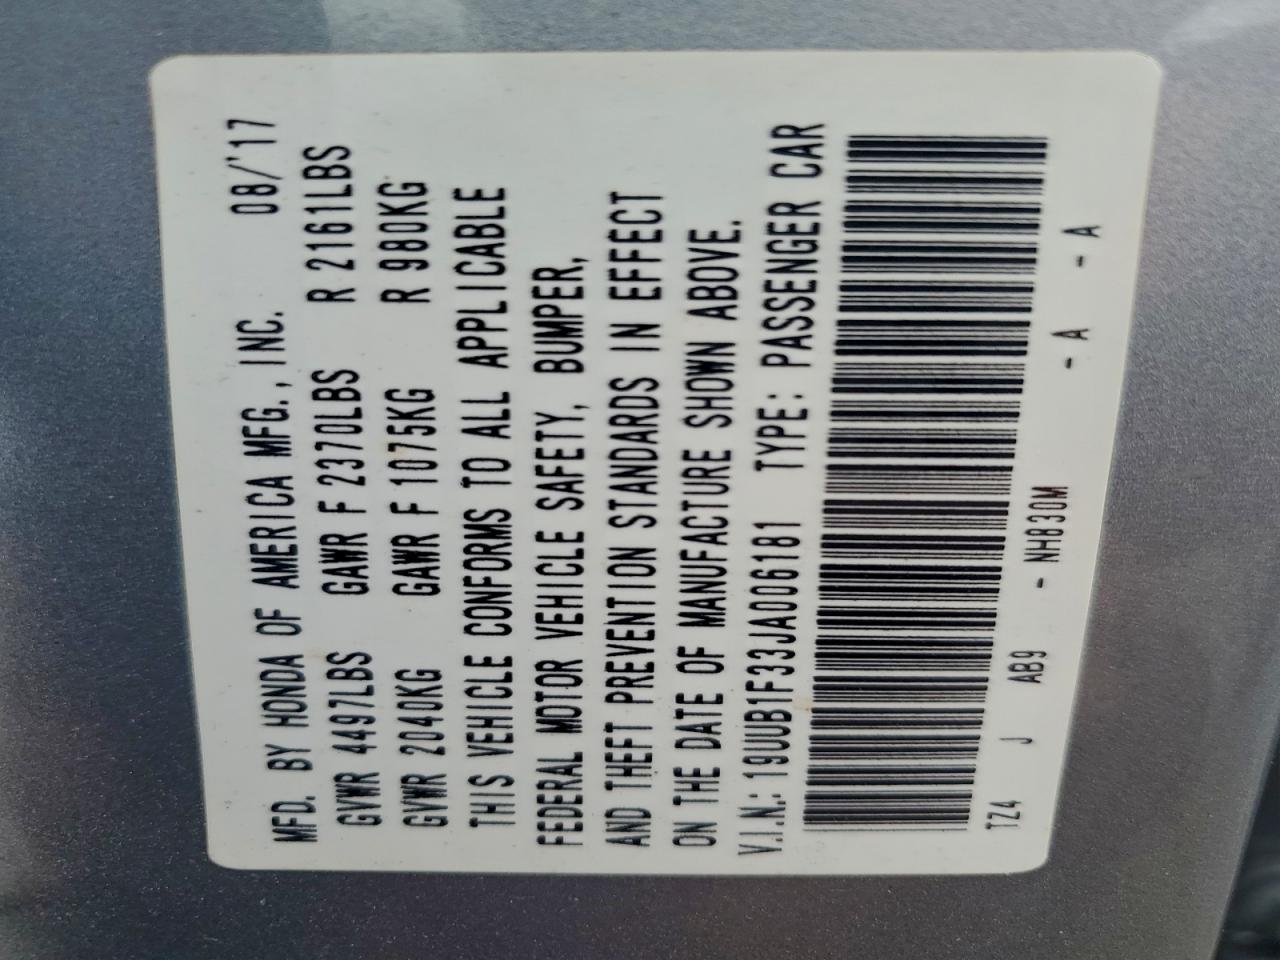 MFD. BY HONDA OF AMERICA MFG., INC. 08/'17
GVWR 4497LBS GAWR F 2370LBS R 2161LBS
GVWR 2040KG GAWR F 1075KG R 980KG
THIS VEHICLE CONFORMS TO ALL APPLICABLE
FEDERAL MOTOR VEHICLE SAFETY, BUMPER,
AND THEFT PREVENTION STANDARDS IN EFFECT
ON THE DATE OF MANUFACTURE SHOWN ABOVE.
V.I.N.: 19UUB1F33JA006181 TYPE: PASSENGER CAR
TZ4 J AB9 - NH830M - A - A